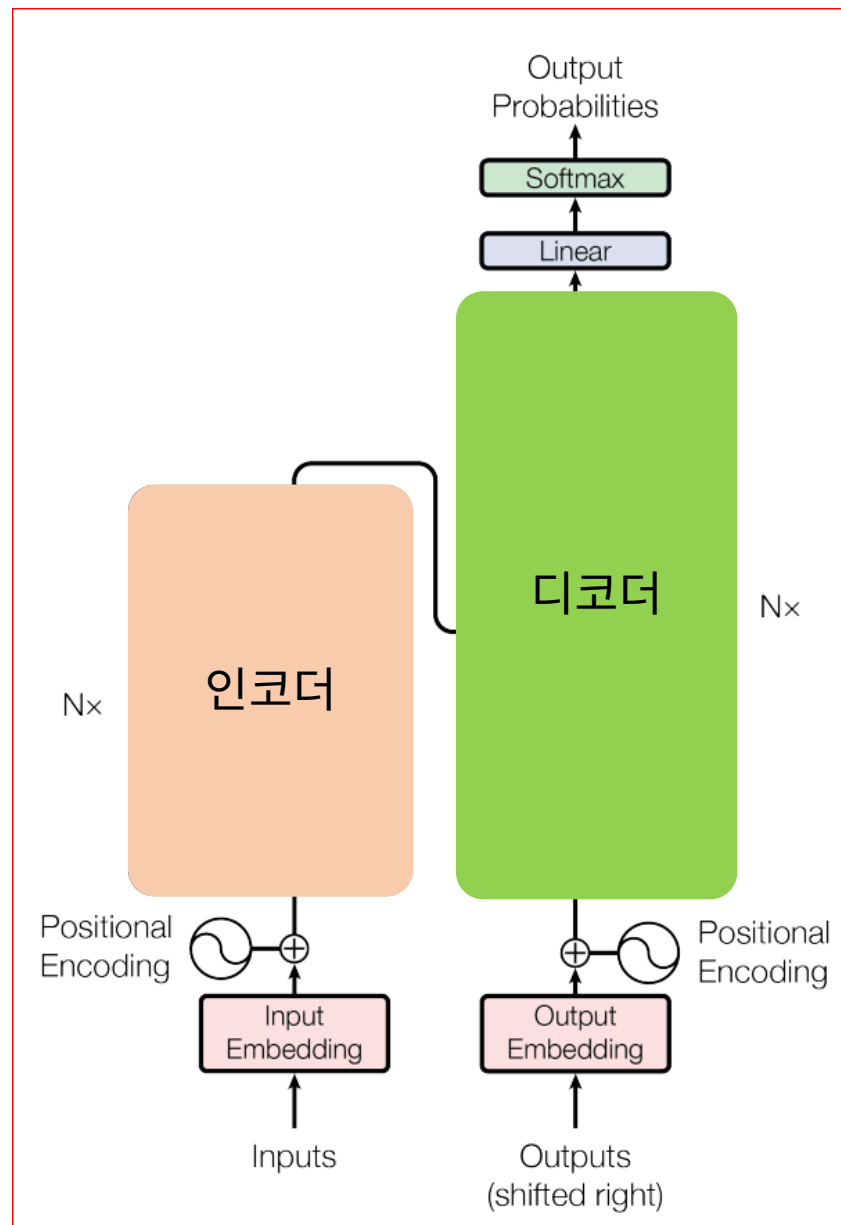 Output
Probabilities
Softmax
Linear
디코더
N×
인코더
N×
Positional
Encoding
Positional
Encoding
Input
Embedding
Output
Embedding
Inputs
Outputs
(shifted right)